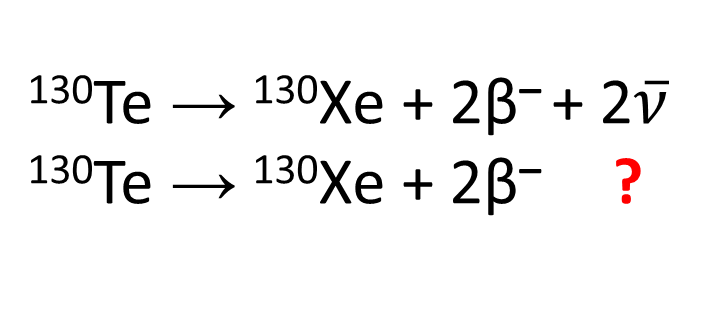 ¹³⁰Te ⟶ ¹³⁰Xe + 2β⁻ + 2ν̅
¹³⁰Te ⟶ ¹³⁰Xe + 2β⁻ ?